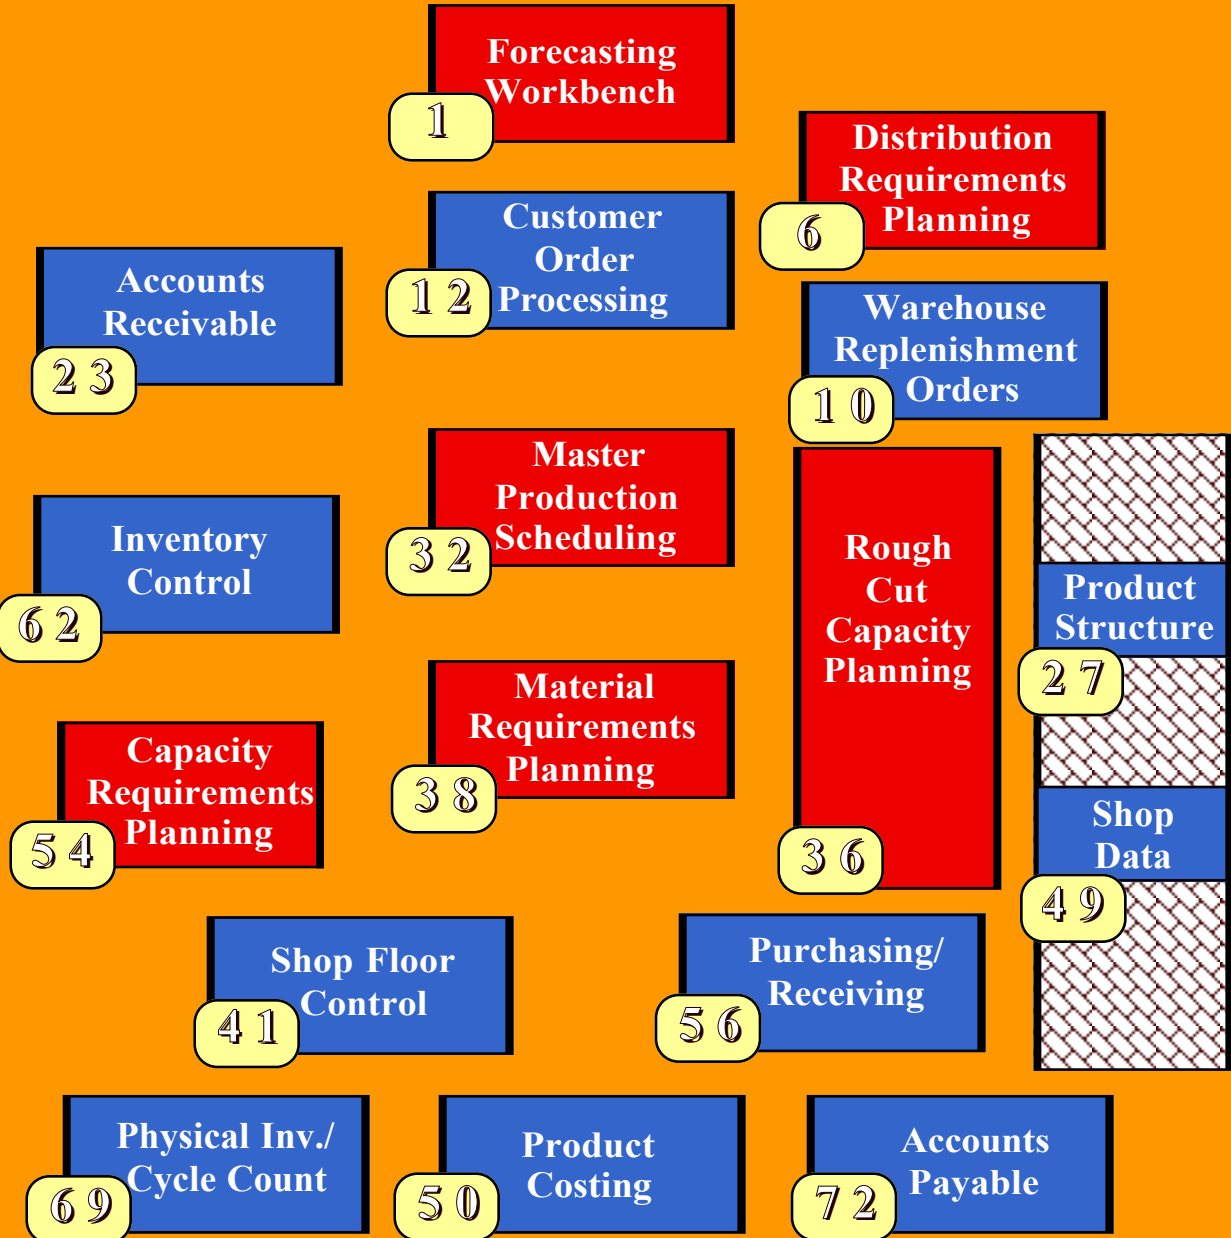 Forecasting
Workbench
1
Distribution
Requirements
Planning
6
Customer
Order
Processing
12
Accounts
Receivable
23
Warehouse
Replenishment
Orders
10
Master
Production
Scheduling
32
Inventory
Control
62
Rough
Cut
Capacity
Planning
36
Product
Structure
27
Material
Requirements
Planning
38
Capacity
Requirements
Planning
54
Shop
Data
49
Shop Floor
Control
41
Purchasing/
Receiving
56
Physical Inv./
Cycle Count
69
Product
Costing
50
Accounts
Payable
72